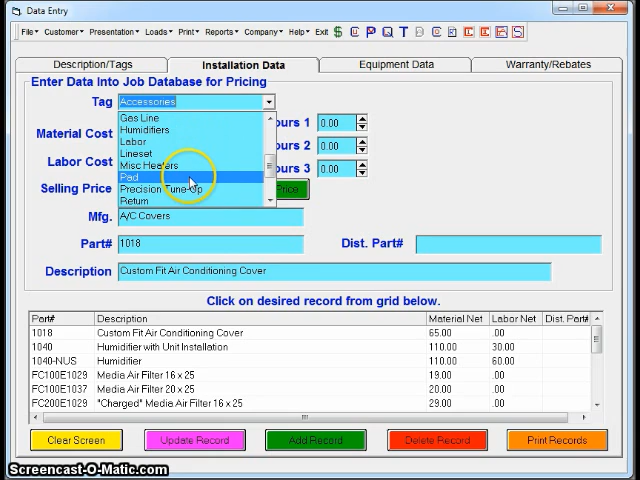 Data Entry
File Customer Presentation Loads Print Reports Company Help Exit $ C P Q T D C
Description/Tags Installation Data Equipment Data Warranty/Rebates
Enter Data Into Job Database for Pricing
Tag Accessories
Gas Line
Humidifiers
Labor
Lineset
Misc Heaters
Pad
Precision Tune-Up
Return
Material Cost
Labor Cost
Selling Price
ours 1 0.00
ours 2 0.00
ours 3 0.00
Price
Mfg. A/C Covers
Part# 1018 Dist. Part#
Description Custom Fit Air Conditioning Cover
Click on desired record from grid below.
Part# Description Material Net Labor Net Dist. Part#
1018 Custom Fit Air Conditioning Cover 65.00 .00
1040 Humidifier with Unit Installation 110.00 30.00
1040-NUS Humidifier 110.00 60.00
FC100E1029 Media Air Filter 16 x 25 19.00 .00
FC100E1037 Media Air Filter 20 x 25 20.00 .00
FC200E1029 "Charged" Media Air Filter 16 x 25 29.00 .00
Clear Screen Update Record Add Record Delete Record Print Records
Screencast-O-Matic.com